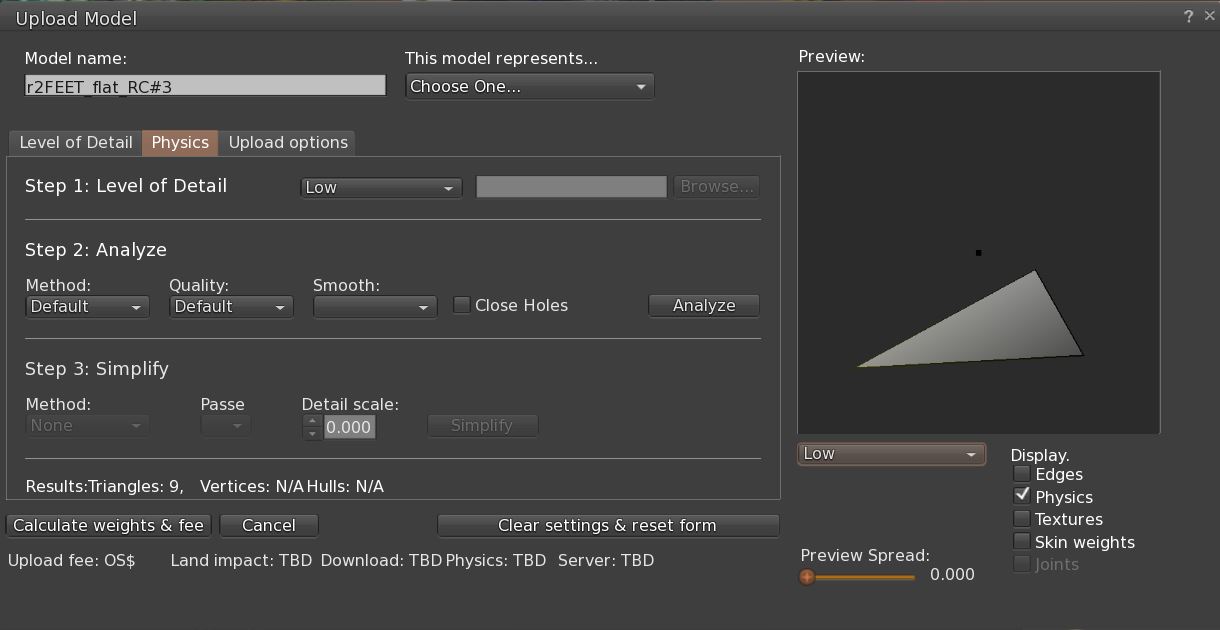 Upload Model
?
Model name:
This model represents...
Preview:
r2FEET_flat_RC#3
Choose One...
Level of Detail Physics Upload options
Step 1: Level of Detail
Low
Browse...
Step 2: Analyze
Method: Quality: Smooth:
Default Default Close Holes Analyze
Step 3: Simplify
Method: Passe Detail scale:
None 0.000 Simplify
Results:Triangles: 9, Vertices: N/A Hulls: N/A
Low
Display.
Edges
Physics
Textures
Skin weights
Joints
Preview Spread:
0.000
Calculate weights & fee Cancel Clear settings & reset form
Upload fee: OS$ Land impact: TBD Download: TBD Physics: TBD Server: TBD